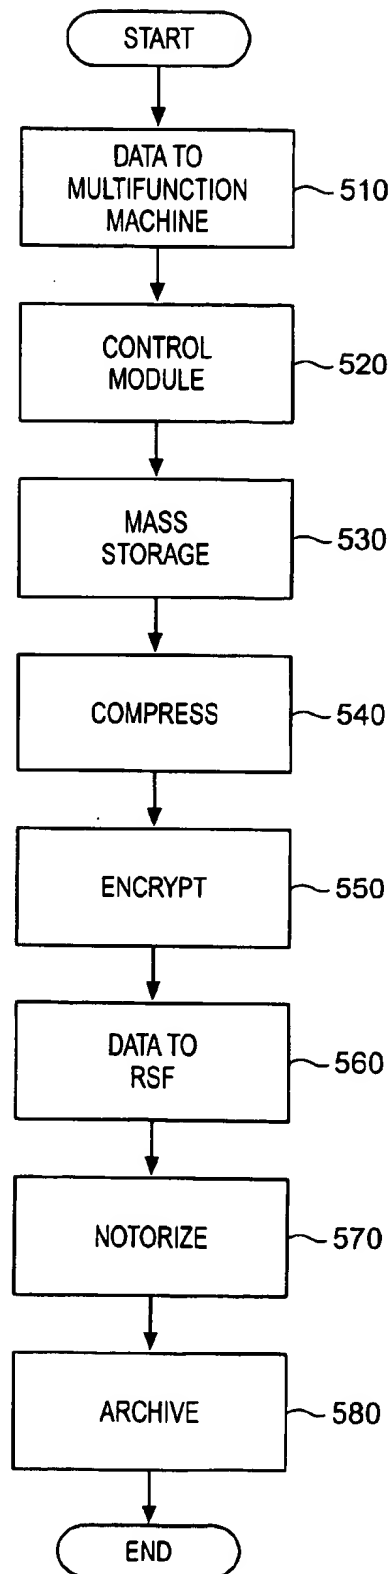 START
DATA TO
MULTIFUNCTION
MACHINE
510
CONTROL
MODULE
520
MASS
STORAGE
530
COMPRESS
540
ENCRYPT
550
DATA TO
RSF
560
NOTORIZE
570
ARCHIVE
580
END